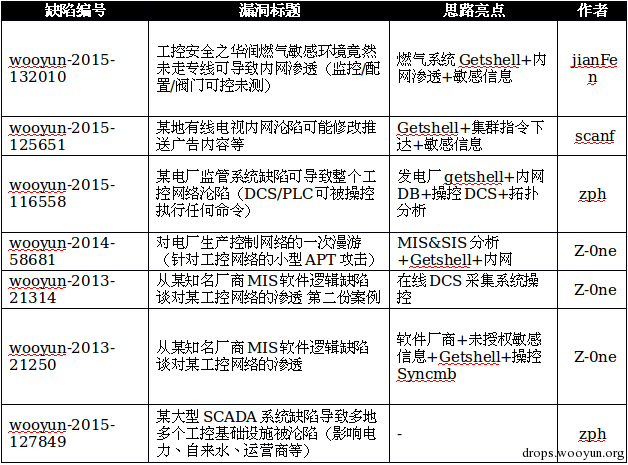 缺陷编号 漏洞标题 思路亮点 作者
wooyun-2015-
132010
工控安全之华润燃气敏感环境竟然
未走专线可导致内网渗透（监控/配
置/阀门可控未测）
燃气系统 Getshell+内
网渗透+敏感信息
jianFe
n
wooyun-2015-
125651
某地有线电视内网沦陷可能修改推
送广告内容等
Getshell+集群指令下
达+敏感信息
scanf
wooyun-2015-
116558
某电厂监管系统缺陷可导致整个工
控网络沦陷（DCS/PLC 可被操控
执行任何命令）
发电厂 getshell+内网
DB+操控 DCS+拓扑
分析
zph
wooyun-2014-
58681
对电厂生产控制网络的一次漫游
（针对工控网络的小型 APT 攻击）
MIS&SIS 分析
+Getshell+内网
Z-0ne
wooyun-2013-
21314
从某知名厂商 MIS 软件逻辑缺陷
谈对某工控网络的渗透 第二份案例
在线 DCS 采集系统操
控
Z-0ne
wooyun-2013-
21250
从某知名厂商 MIS 软件逻辑缺陷
谈对某工控网络的渗透
软件厂商+未授权敏感
信息+Getshell+操控
Syncmb
Z-0ne
wooyun-2015-
127849
某大型 SCADA 系统缺陷导致多地
多个工控基础设施被沦陷（影响电
力、自来水、运营商等）
-
zph
drops.wooyun.org